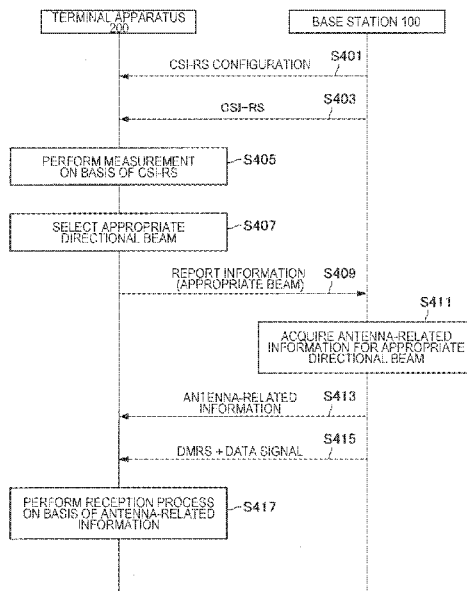 TERMINAL APPARATUS
200
BASE STATION 100
S401
CSI-RS CONFIGURATION
S403
CSI-RS
PERFORM MEASUREMENT
ON BASIS OF CSI-RS
S405
SELECT APPROPRIATE
DIRECTIONAL BEAM
S407
REPORT INFORMATION
(APPROPRIATE BEAM)
S409
S411
ACQUIRE ANTENNA-RELATED
INFORMATION FOR APPROPRIATE
DIRECTIONAL BEAM
ANTENNA-RELATED
INFORMATION
S413
S415
DMRS + DATA SIGNAL
PERFORM RECEPTION PROCESS
ON BASIS OF ANTENNA-RELATED
INFORMATION
S417